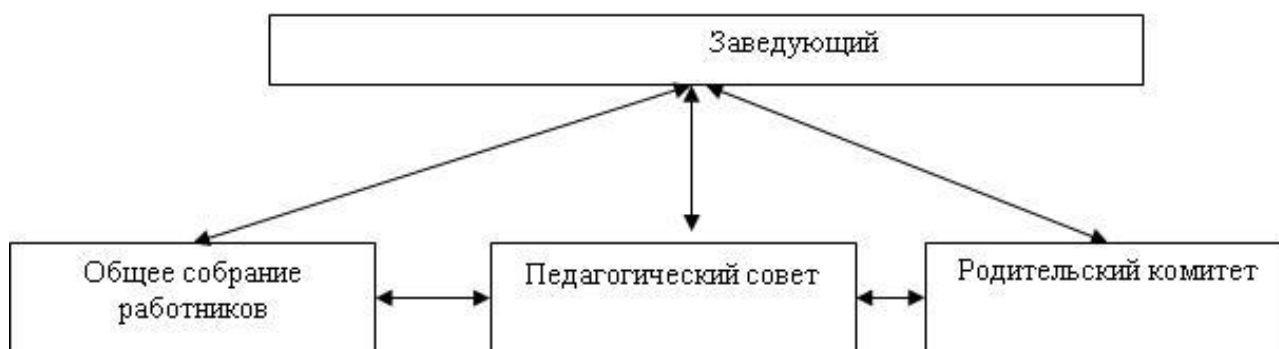 Заведующий
Общее собрание
работников
Педагогический совет
Родительский комитет